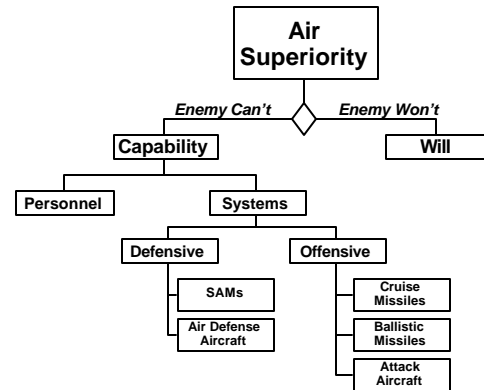 Air
Superiority
Enemy Can't
Enemy Won't
Capability
Will
Personnel
Systems
Defensive
Offensive
SAMs
Air Defense
Aircraft
Cruise
Missiles
Ballistic
Missiles
Attack
Aircraft